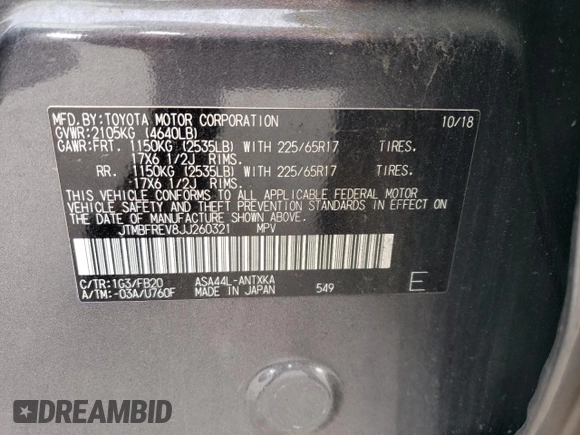 MFD.BY:TOYOTA MOTOR CORPORATION 10/18
GVWR:2105KG (4640LB)
GAWR:FRT. 1150KG (2535LB) WITH 225/65R17 TIRES.
17X6 1/2J RIMS.
RR. 1150KG (2535LB) WITH 225/65R17 TIRES.
17X6 1/2J RIMS.
THIS VEHICLE CONFORMS TO ALL APPLICABLE FEDERAL MOTOR
VEHICLE SAFETY AND THEFT PREVENTION STANDARDS IN EFFECT ON
THE DATE OF MANUFACTURE SHOWN ABOVE.
JTMBFREV8JJ260321 MPV
C/TR:1G3/FB20 ASA44L-ANTXKA
A/TM:-03A/U760F MADE IN JAPAN 549 E
DREAMBID